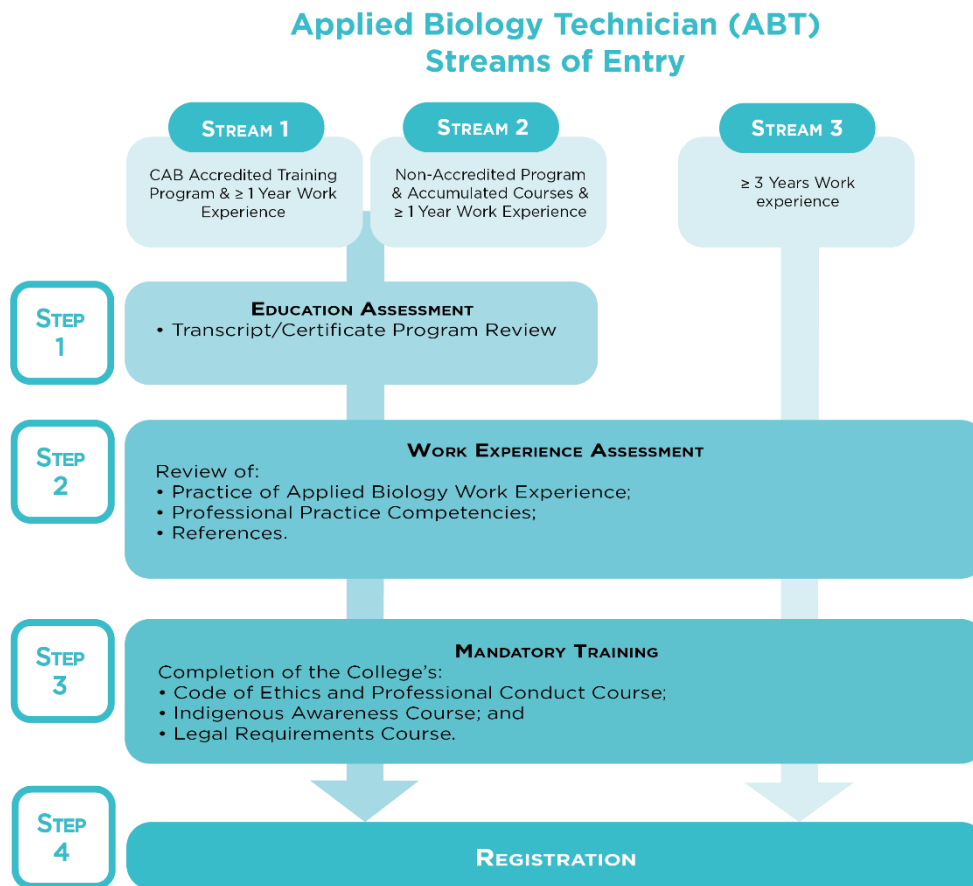 Applied Biology Technician (ABT)
Streams of Entry
STREAM 1
CAB Accredited Training
Program & ≥ 1 Year Work
Experience
STREAM 2
Non-Accredited Program
& Accumulated Courses &
≥ 1 Year Work Experience
STREAM 3
≥ 3 Years Work
experience
STEP
1
EDUCATION ASSESSMENT
• Transcript/Certificate Program Review
STEP
2
WORK EXPERIENCE ASSESSMENT
Review of:
• Practice of Applied Biology Work Experience;
• Professional Practice Competencies;
• References.
STEP
3
MANDATORY TRAINING
Completion of the College's:
• Code of Ethics and Professional Conduct Course;
• Indigenous Awareness Course; and
• Legal Requirements Course.
STEP
4
REGISTRATION